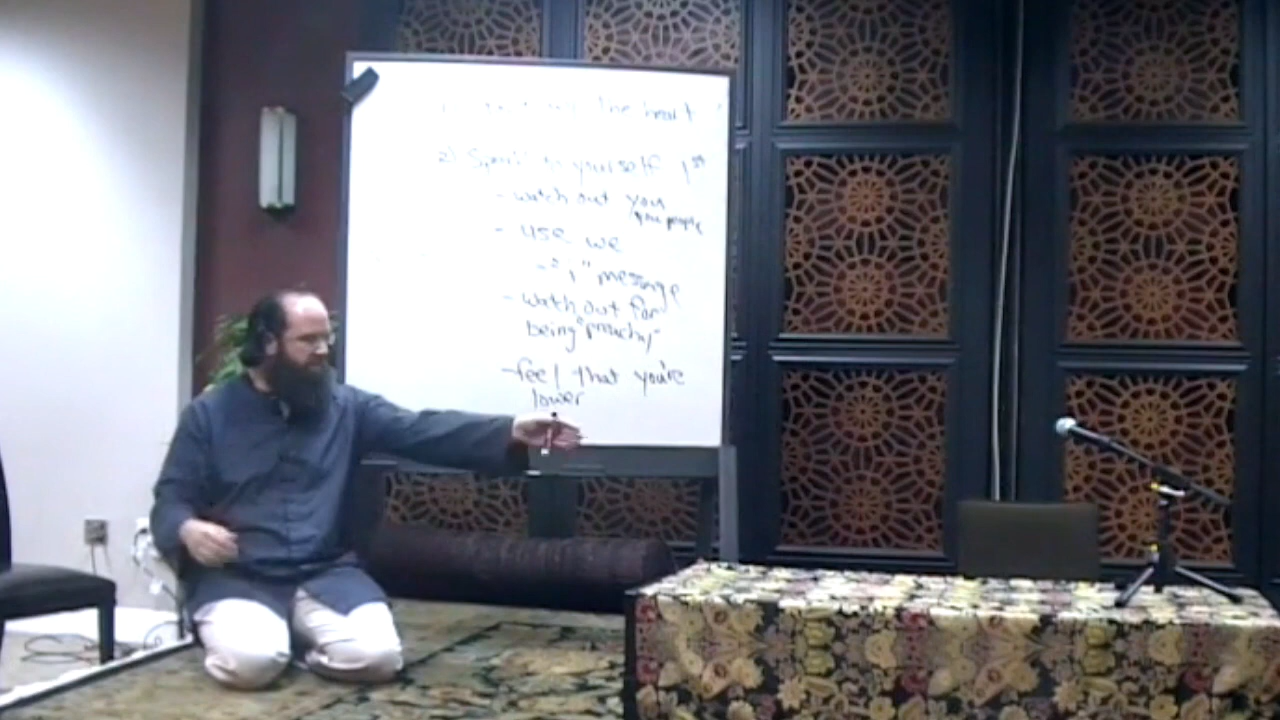 the heart
2) Speak to yourself 1st
- watch out you
you people
- use we
- "i" message
- watch out for
being "preachy"
- feel that you're
lower